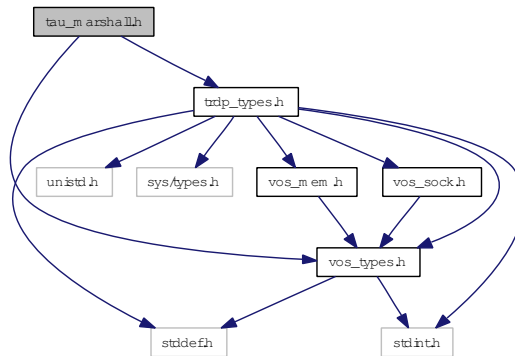 tau_marshall.h
trdp_types.h
unistd.h
sys/types.h
vos_mem.h
vos_sock.h
vos_types.h
stddef.h
stdint.h